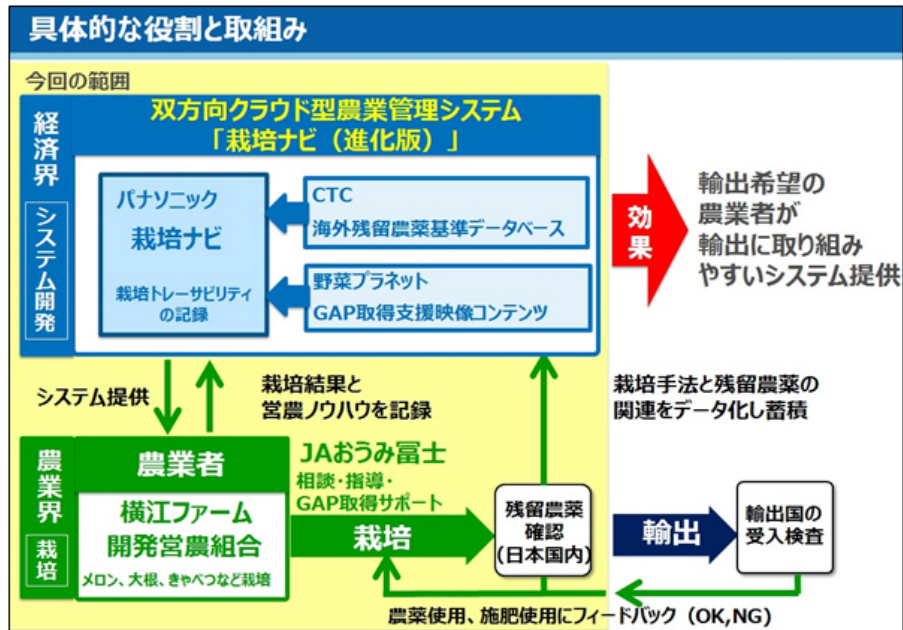 具体的な役割と取組み
今回の範囲
経済界
システム開発
双方向クラウド型農業管理システム
「栽培ナビ（進化版）」
パナソニック
栽培ナビ
栽培トレーサビリティ
の記録
CTC
海外残留農薬基準データベース
野菜プラネット
GAP取得支援映像コンテンツ
効果
輸出希望の
農業者が
輸出に取り組み
やすいシステム提供
システム提供
栽培結果と
営農ノウハウを記録
栽培手法と残留農薬の
関連をデータ化し蓄積
農業界
栽培
農業者
横江ファーム
開発営農組合
メロン、大根、きゃべつなど栽培
JAおうみ冨士
相談・指導・
GAP取得サポート
栽培
残留農薬
確認
(日本国内)
輸出
輸出国の
受入検査
農薬使用、施肥使用にフィードバック（OK,NG）